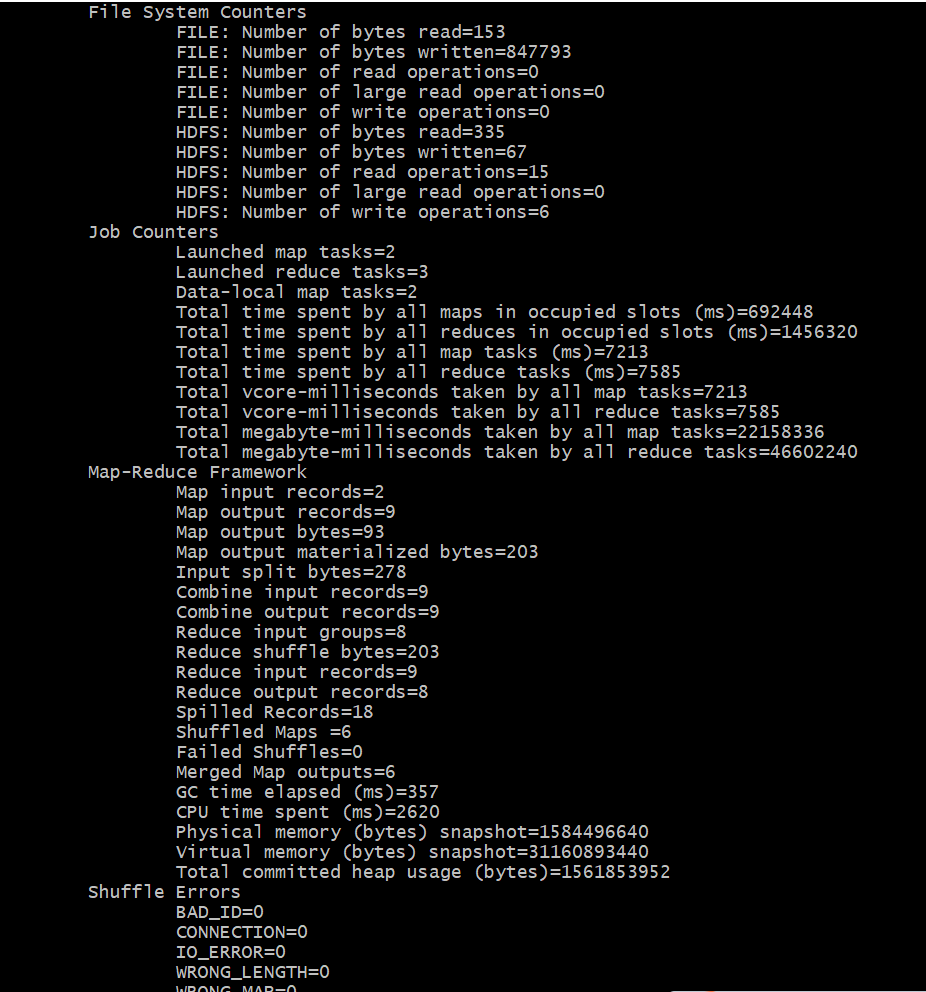 File System Counters
FILE: Number of bytes read=153
FILE: Number of bytes written=847793
FILE: Number of read operations=0
FILE: Number of large read operations=0
FILE: Number of write operations=0
HDFS: Number of bytes read=335
HDFS: Number of bytes written=67
HDFS: Number of read operations=15
HDFS: Number of large read operations=0
HDFS: Number of write operations=6
Job Counters
Launched map tasks=2
Launched reduce tasks=3
Data-local map tasks=2
Total time spent by all maps in occupied slots (ms)=692448
Total time spent by all reduces in occupied slots (ms)=1456320
Total time spent by all map tasks (ms)=7213
Total time spent by all reduce tasks (ms)=7585
Total vcore-milliseconds taken by all map tasks=7213
Total vcore-milliseconds taken by all reduce tasks=7585
Total megabyte-milliseconds taken by all map tasks=22158336
Total megabyte-milliseconds taken by all reduce tasks=46602240
Map-Reduce Framework
Map input records=2
Map output records=9
Map output bytes=93
Map output materialized bytes=203
Input split bytes=278
Combine input records=9
Combine output records=9
Reduce input groups=8
Reduce shuffle bytes=203
Reduce input records=9
Reduce output records=8
Spilled Records=18
Shuffled Maps =6
Failed Shuffles=0
Merged Map outputs=6
GC time elapsed (ms)=357
CPU time spent (ms)=2620
Physical memory (bytes) snapshot=1584496640
Virtual memory (bytes) snapshot=31160893440
Total committed heap usage (bytes)=1561853952
Shuffle Errors
BAD_ID=0
CONNECTION=0
IO_ERROR=0
WRONG_LENGTH=0
WRONG_MAP=0